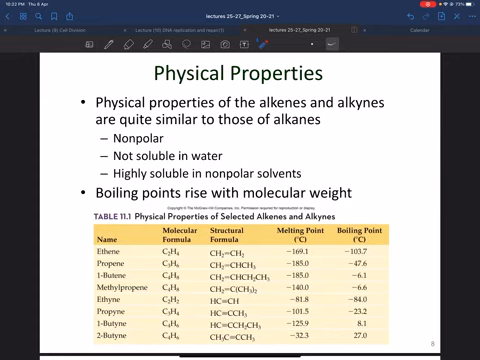 10:22 PM Thu 6 Apr
73%
lectures 25-27_Spring 20-21
Lecture (8) Cell Division
Lecture (10) DNA replication and repair(1)
lectures 25-27_Spring 20-21
Calendar
Physical Properties
• Physical properties of the alkenes and alkynes
are quite similar to those of alkanes
– Nonpolar
– Not soluble in water
– Highly soluble in nonpolar solvents
• Boiling points rise with molecular weight
Copyright © The McGraw-Hill Companies, Inc. Permission required for reproduction or display.
TABLE 11.1 Physical Properties of Selected Alkenes and Alkynes
Name Molecular Formula Structural Formula Melting Point (°C) Boiling Point (°C)
Ethene C₂H₄ CH₂=CH₂ −169.1 −103.7
Propene C₃H₆ CH₂=CHCH₃ −185.0 −47.6
1-Butene C₄H₈ CH₂=CHCH₂CH₃ −185.0 −6.1
Methylpropene C₄H₈ CH₂=C(CH₃)₂ −140.0 −6.6
Ethyne C₂H₂ HC≡CH −81.8 −84.0
Propyne C₃H₄ HC≡CCH₃ −101.5 −23.2
1-Butyne C₄H₆ HC≡CCH₂CH₃ −125.9 8.1
2-Butyne C₄H₆ CH₃C≡CCH₃ −32.3 27.0
8